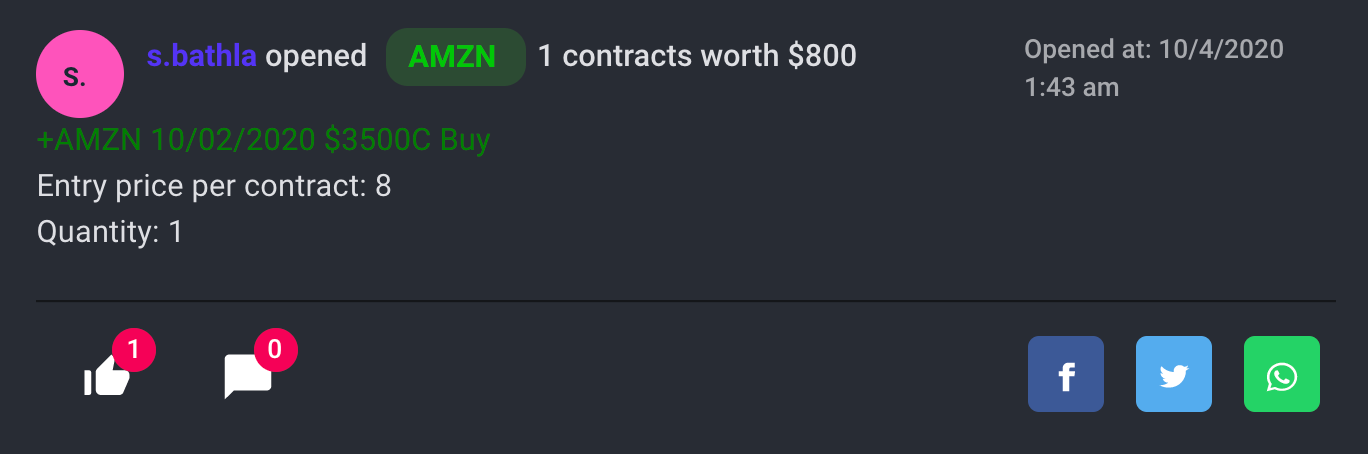 S.
s.bathla opened AMZN 1 contracts worth $800
Opened at: 10/4/2020
1:43 am
+AMZN 10/02/2020 $3500C Buy
Entry price per contract: 8
Quantity: 1
1
0